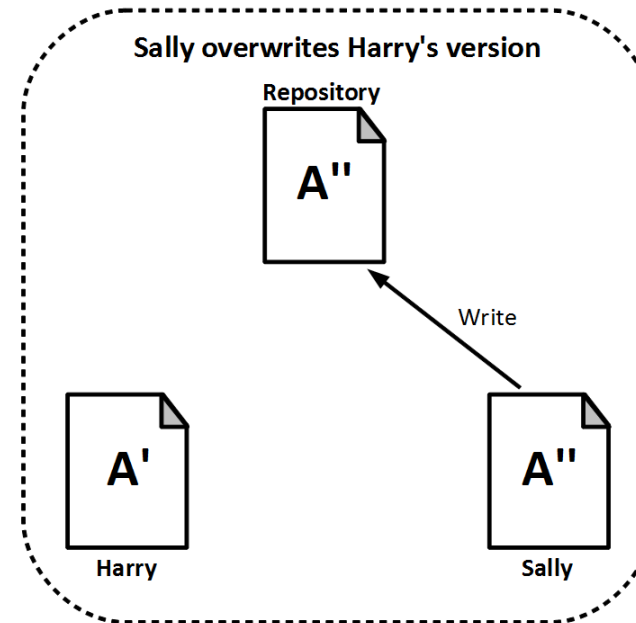 Sally overwrites Harry's version
Repository
A''
Write
A'
A''
Harry
Sally